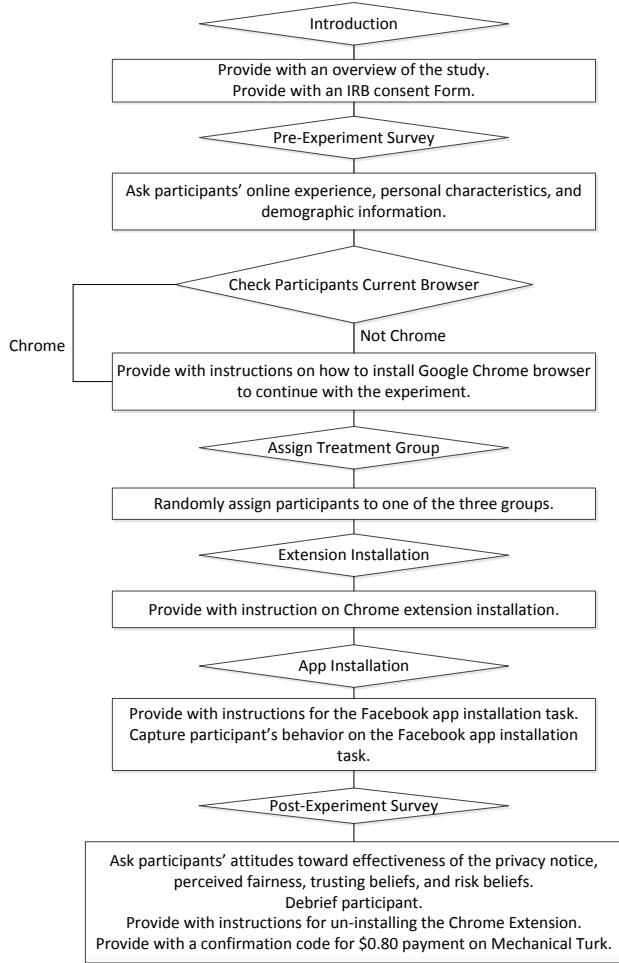 Introduction
Provide with an overview of the study.
Provide with an IRB consent Form.
Pre-Experiment Survey
Ask participants’ online experience, personal characteristics, and
demographic information.
Check Participants Current Browser
Chrome
Not Chrome
Provide with instructions on how to install Google Chrome browser
to continue with the experiment.
Assign Treatment Group
Randomly assign participants to one of the three groups.
Extension Installation
Provide with instruction on Chrome extension installation.
App Installation
Provide with instructions for the Facebook app installation task.
Capture participant’s behavior on the Facebook app installation
task.
Post-Experiment Survey
Ask participants’ attitudes toward effectiveness of the privacy notice,
perceived fairness, trusting beliefs, and risk beliefs.
Debrief participant.
Provide with instructions for un-installing the Chrome Extension.
Provide with a confirmation code for $0.80 payment on Mechanical Turk.